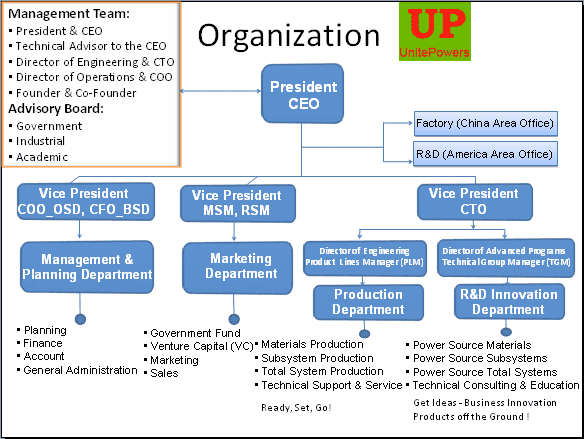 Management Team:
• President & CEO
• Technical Advisor to the CEO
• Director of Engineering & CTO
• Director of Operations & COO
• Founder & Co-Founder
Advisory Board:
• Government
• Industrial
• Academic
Organization
UP
UnitePowers
President
CEO
Factory (China Area Office)
R&D (America Area Office)
Vice President
COO_OSD, CFO_BSD
Vice President
MSM, RSM
Vice President
CTO
Management &
Planning Department
Marketing
Department
Director of Engineering
Product Lines Manager (PLM)
Director of Advanced Programs
Technical Group Manager (TGM)
Production
Department
R&D Innovation
Department
• Planning
• Finance
• Account
• General Administration
• Government Fund
• Venture Capital (VC)
• Marketing
• Sales
• Materials Production
• Subsystem Production
• Total System Production
• Technical Support & Service
Ready, Set, Go!
• Power Source Materials
• Power Source Subsystems
• Power Source Total Systems
• Technical Consulting & Education
Get Ideas - Business Innovation
Products off the Ground !